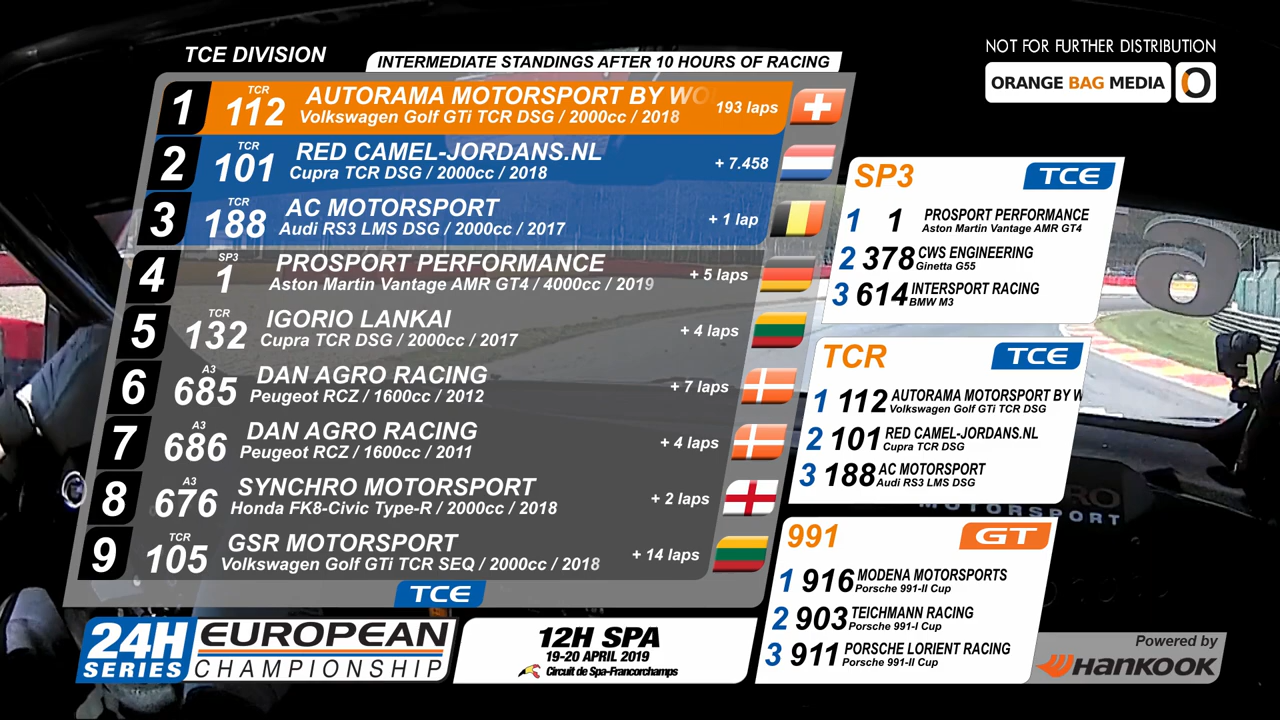 TCE DIVISION
INTERMEDIATE STANDINGS AFTER 10 HOURS OF RACING
1 TCR 112 AUTORAMA MOTORSPORT BY WO 193 laps
Volkswagen Golf GTi TCR DSG / 2000cc / 2018
2 TCR 101 RED CAMEL-JORDANS.NL + 7.458
Cupra TCR DSG / 2000cc / 2018
3 TCR 188 AC MOTORSPORT + 1 lap
Audi RS3 LMS DSG / 2000cc / 2017
4 SP3 1 PROSPORT PERFORMANCE + 5 laps
Aston Martin Vantage AMR GT4 / 4000cc / 2019
5 TCR 132 IGORIO LANKAI + 4 laps
Cupra TCR DSG / 2000cc / 2017
6 A3 685 DAN AGRO RACING + 7 laps
Peugeot RCZ / 1600cc / 2012
7 A3 686 DAN AGRO RACING + 4 laps
Peugeot RCZ / 1600cc / 2011
8 A3 676 SYNCHRO MOTORSPORT + 2 laps
Honda FK8-Civic Type-R / 2000cc / 2018
9 TCR 105 GSR MOTORSPORT + 14 laps
Volkswagen Golf GTi TCR SEQ / 2000cc / 2018
TCE
NOT FOR FURTHER DISTRIBUTION
ORANGE BAG MEDIA
SP3 TCE
1 1 PROSPORT PERFORMANCE
Aston Martin Vantage AMR GT4
2 378 CWS ENGINEERING
Ginetta G55
3 614 INTERSPORT RACING
BMW M3
TCR TCE
1 112 AUTORAMA MOTORSPORT BY W
Volkswagen Golf GTi TCR DSG
2 101 RED CAMEL-JORDANS.NL
Cupra TCR DSG
3 188 AC MOTORSPORT
Audi RS3 LMS DSG
MOTORSPORT
991 GT
1 916 MODENA MOTORSPORTS
Porsche 991-II Cup
2 903 TEICHMANN RACING
Porsche 991-I Cup
3 911 PORSCHE LORIENT RACING
Porsche 991-II Cup
24H SERIES
EUROPEAN CHAMPIONSHIP
12H SPA
19-20 APRIL 2019
Circuit de Spa-Francorchamps
Powered by
HANKOOK